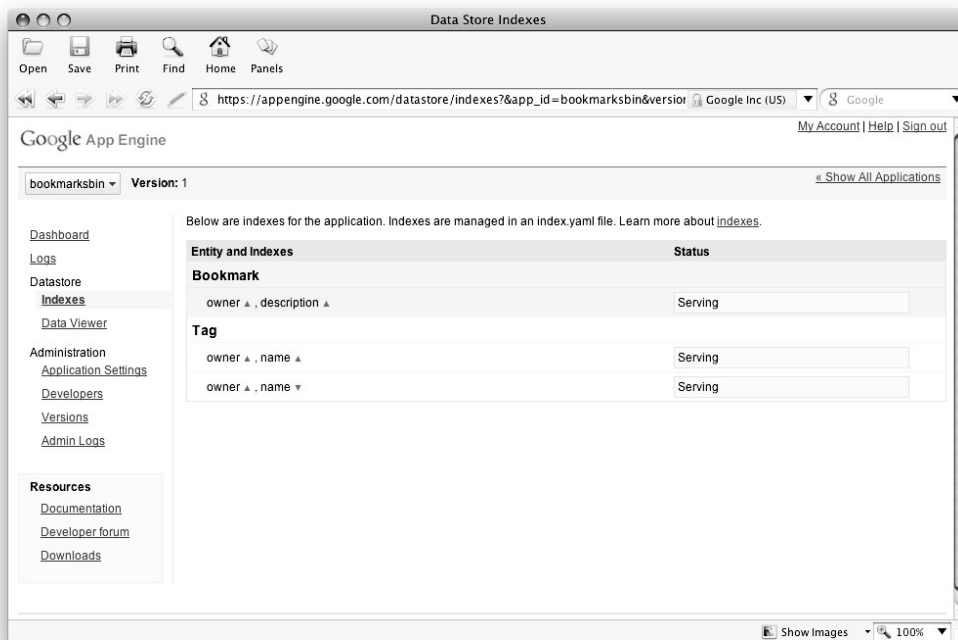 Data Store Indexes
Open Save Print Find Home Panels
https://appengine.google.com/datastore/indexes?&app_id=bookmarksbin&version Google Inc (US) Google
My Account | Help | Sign out
Google App Engine
bookmarksbin Version: 1
« Show All Applications
Below are indexes for the application. Indexes are managed in an index.yaml file. Learn more about indexes.
Dashboard
Logs
Datastore
Indexes
Data Viewer
Administration
Application Settings
Developers
Versions
Admin Logs
Resources
Documentation
Developer forum
Downloads
Entity and Indexes Status
Bookmark
owner ▲ , description ▲ Serving
Tag
owner ▲ , name ▲ Serving
owner ▲ , name ▼ Serving
Show Images 100%